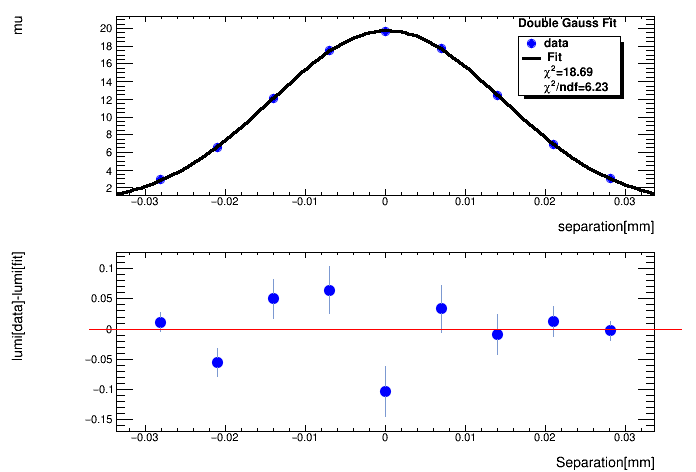 Double Gauss Fit
mu
data
Fit
χ²=18.69
χ²/ndf=6.23
20
18
16
14
12
10
8
6
4
2
−0.03 −0.02 −0.01 0 0.01 0.02 0.03
separation[mm]
lumi[data]-lumi[fit]
0.1
0.05
0
−0.05
−0.1
−0.15
−0.03 −0.02 −0.01 0 0.01 0.02 0.03
Separation[mm]